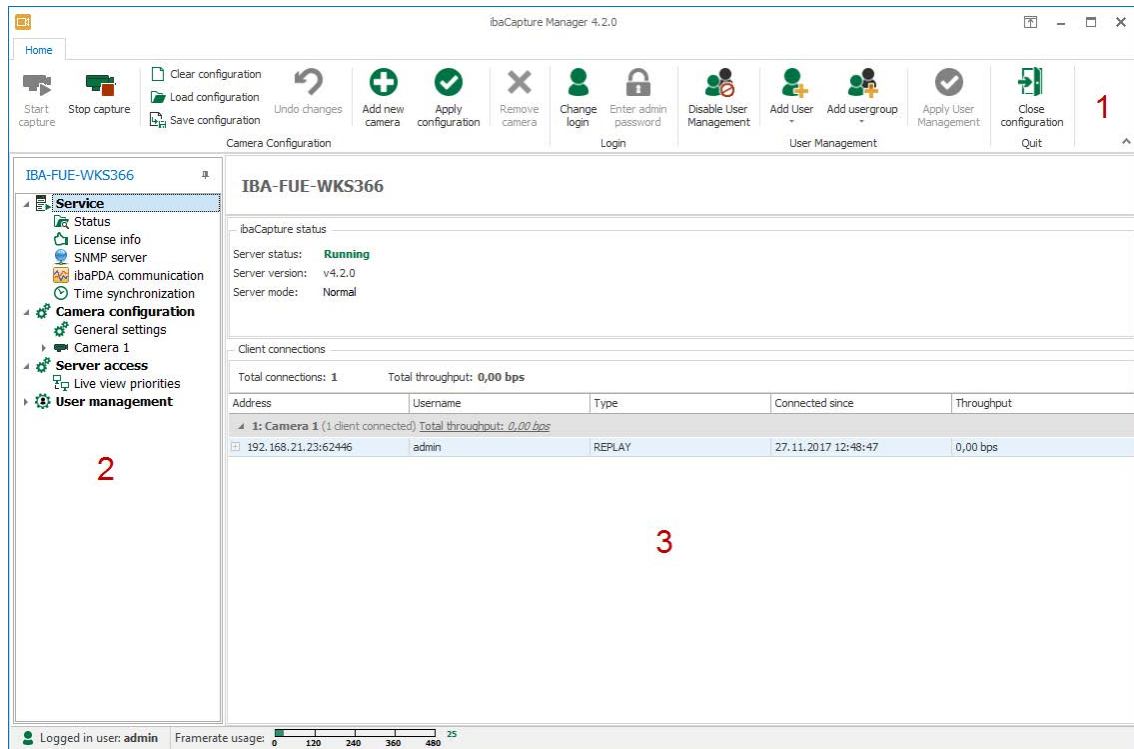 ibaCapture Manager 4.2.0
Home
Start capture
Stop capture
Clear configuration
Load configuration
Save configuration
Undo changes
Add new camera
Apply configuration
Remove camera
Camera Configuration
Change login
Enter admin password
Login
Disable User Management
Add User
Add usergroup
Apply User Management
User Management
Close configuration
Quit
1
IBA-FUE-WKS366
Service
Status
License info
SNMP server
ibaPDA communication
Time synchronization
Camera configuration
General settings
Camera 1
Server access
Live view priorities
User management
2
IBA-FUE-WKS366
ibaCapture status
Server status: Running
Server version: v4.2.0
Server mode: Normal
Client connections
Total connections: 1 Total throughput: 0,00 bps
Address Username Type Connected since Throughput
1: Camera 1 (1 client connected) Total throughput: 0,00 bps
192.168.21.23:62446 admin REPLAY 27.11.2017 12:48:47 0,00 bps
3
Logged in user: admin Framerate usage: 0 120 240 360 480 25